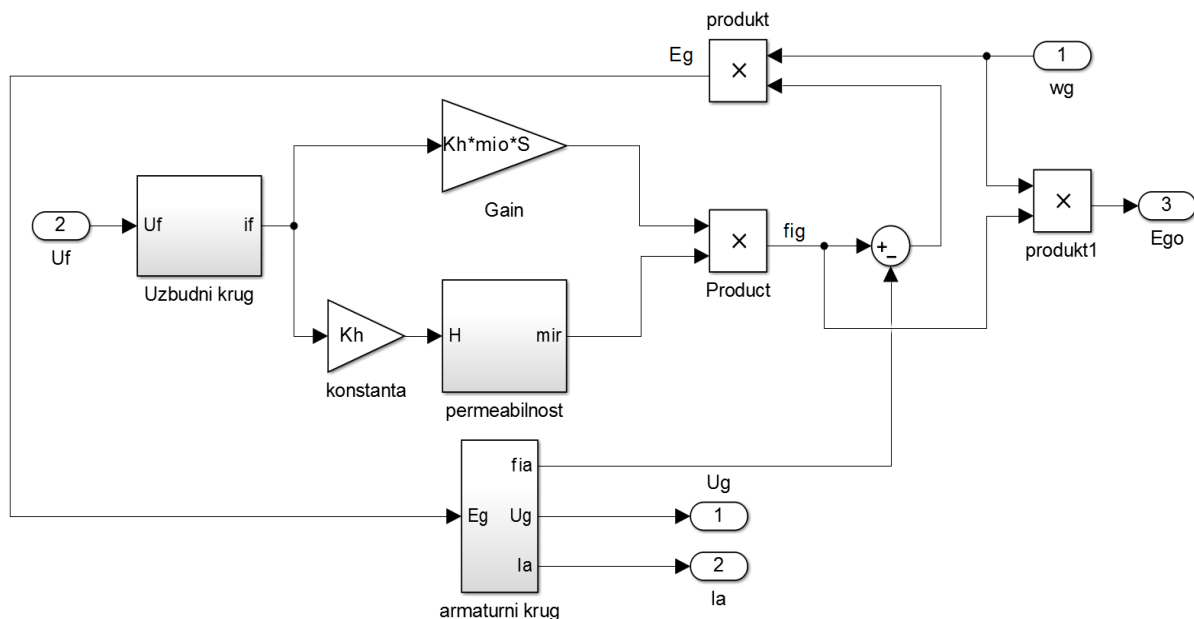 produkt
Eg
1
wg
Kh*mio*S
Gain
2
Uf
Uf
if
Uzbudni krug
fig
Product
3
Ego
produkt1
+
−
Kh
konstanta
H
mir
permeabilnost
fia
Eg
Ug
Ia
armaturni krug
Ug
1
2
Ia
×
×
×